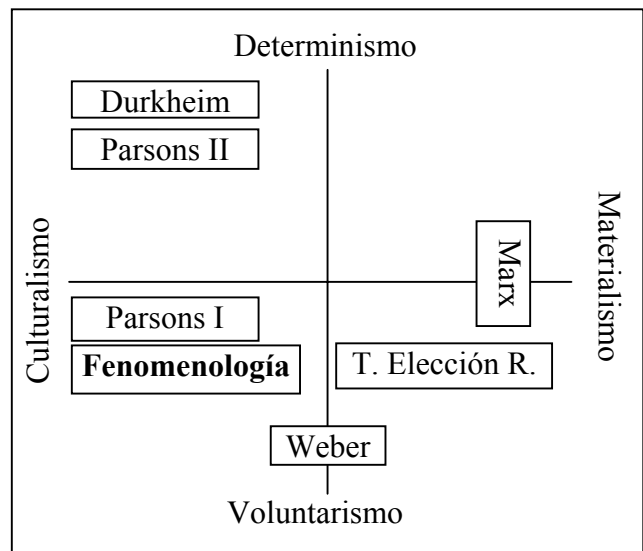 Determinismo
Durkheim
Parsons II
Culturalismo
Materialismo
Marx
Parsons I
Fenomenología
T. Elección R.
Weber
Voluntarismo